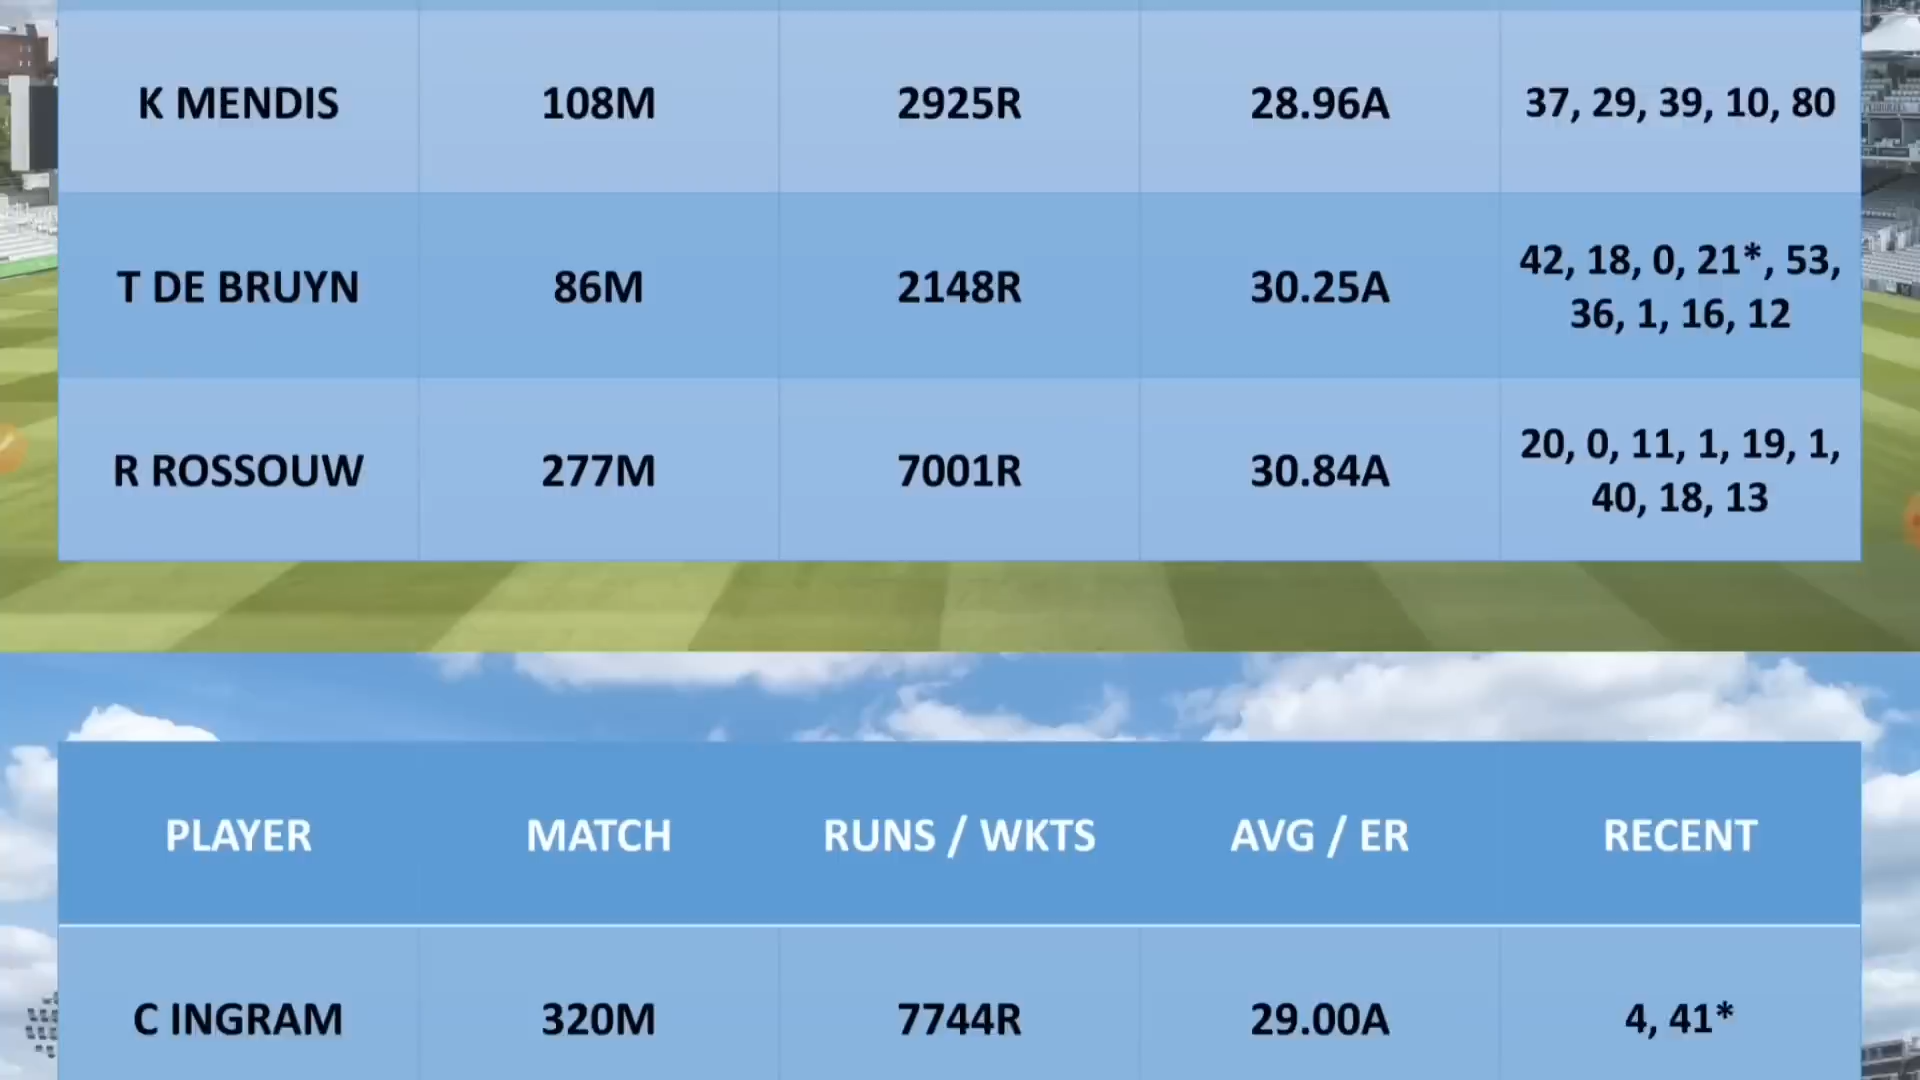 K MENDIS 108M 2925R 28.96A 37, 29, 39, 10, 80
T DE BRUYN 86M 2148R 30.25A 42, 18, 0, 21*, 53,
36, 1, 16, 12
R ROSSOUW 277M 7001R 30.84A 20, 0, 11, 1, 19, 1,
40, 18, 13
PLAYER MATCH RUNS / WKTS AVG / ER RECENT
C INGRAM 320M 7744R 29.00A 4, 41*